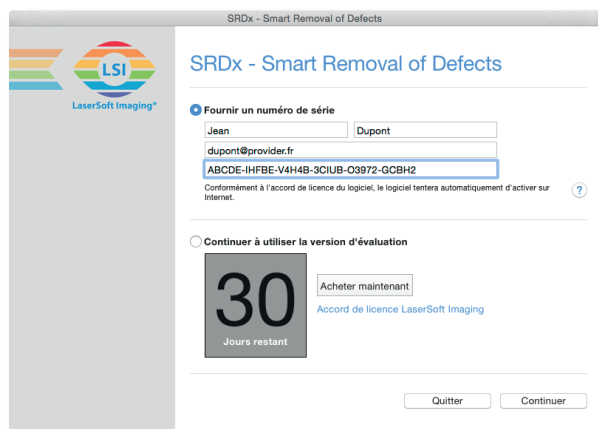 SRDx - Smart Removal of Defects
LSI
LaserSoft Imaging®
SRDx - Smart Removal of Defects
Fournir un numéro de série
Jean
Dupont
dupont@provider.fr
ABCDE-IHFBE-V4H4B-3CIUB-O3972-GCBH2
Conformément à l'accord de licence du logiciel, le logiciel tentera automatiquement d'activer sur
Internet.
?
Continuer à utiliser la version d'évaluation
30
Jours restant
Acheter maintenant
Accord de licence LaserSoft Imaging
Quitter
Continuer